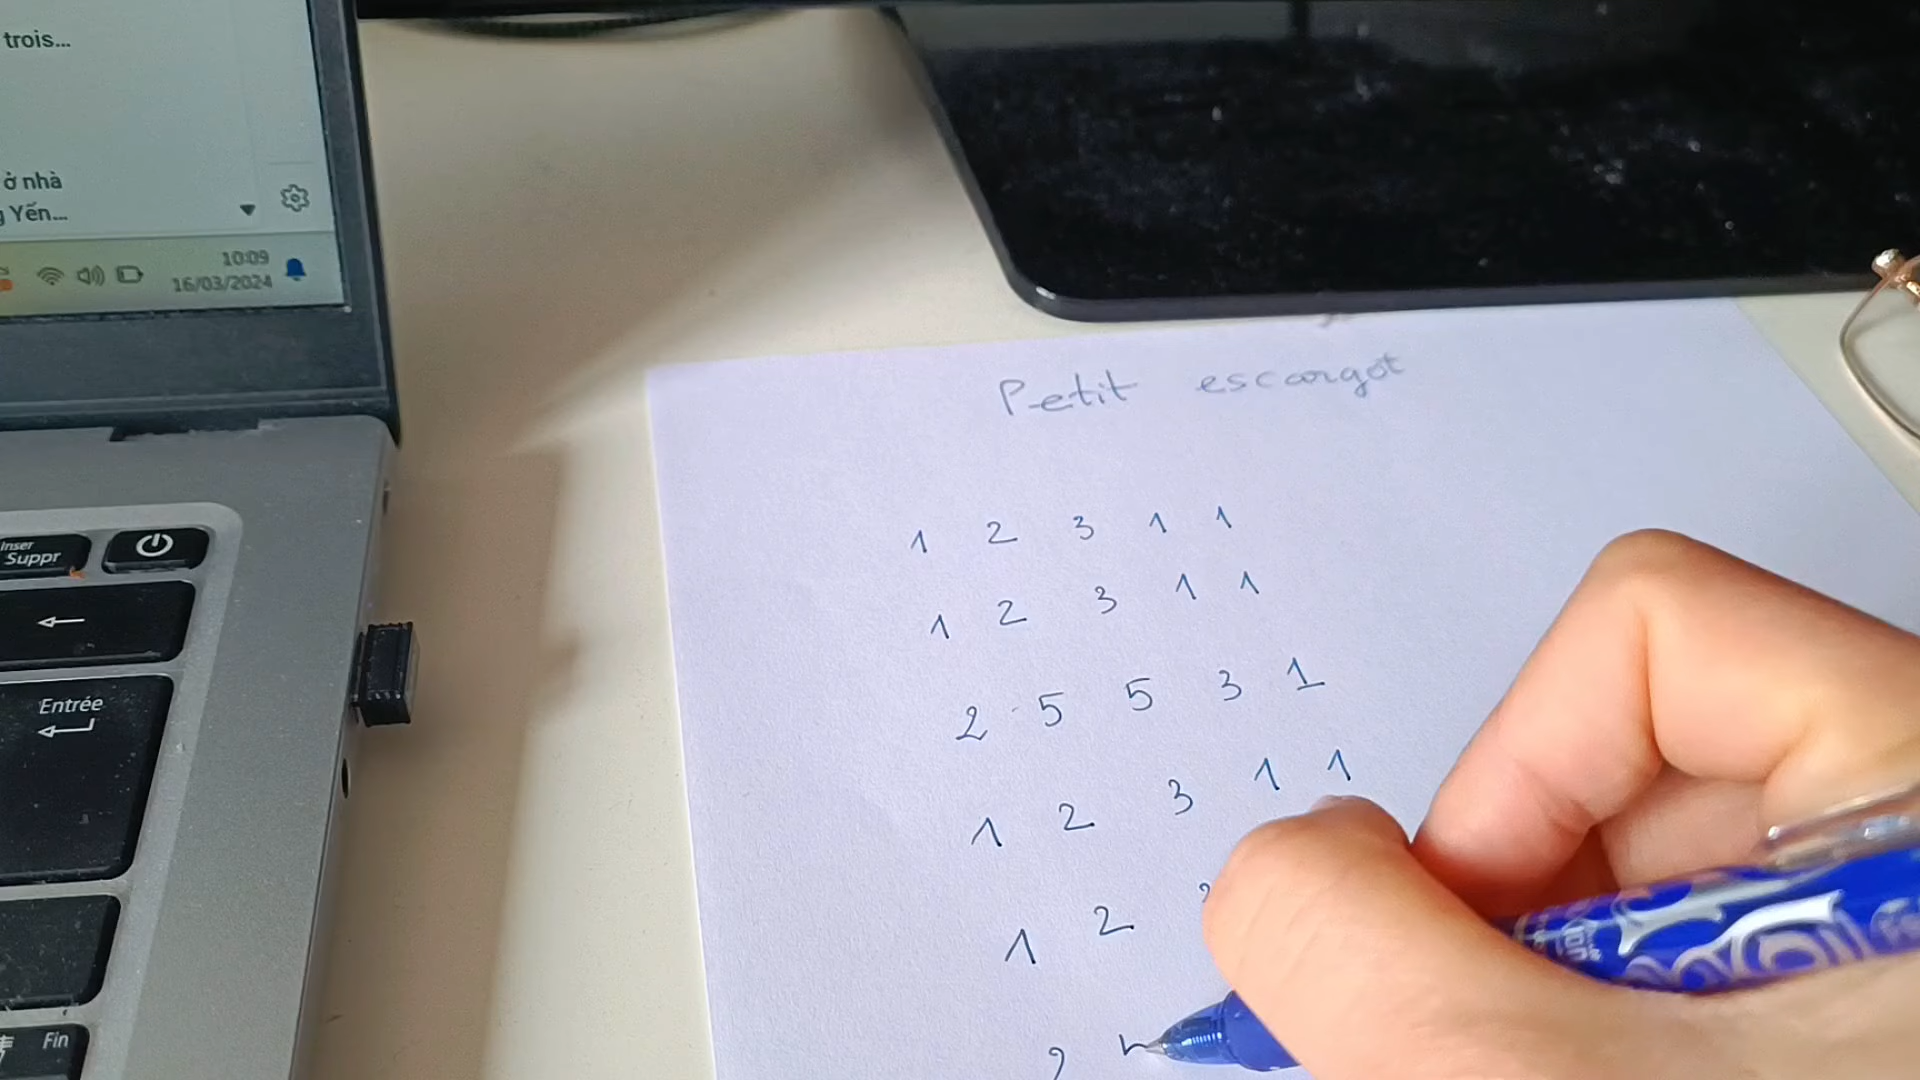 trois...
ở nhà
g Yến...
10:09
16/03/2024
Inser
Suppr
Entrée
Fin
Petit escargot
1 2 3 1 1
1 2 3 1 1
2 5 5 3 1
1 2 3 1 1
1 2
2